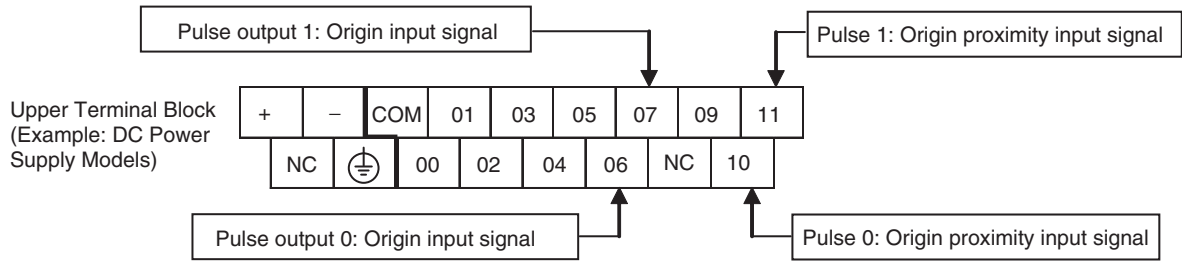 Pulse output 1: Origin input signal
Pulse 1: Origin proximity input signal
Upper Terminal Block
(Example: DC Power
Supply Models)
+ − COM 01 03 05 07 09 11
NC 00 02 04 06 NC 10
Pulse output 0: Origin input signal
Pulse 0: Origin proximity input signal